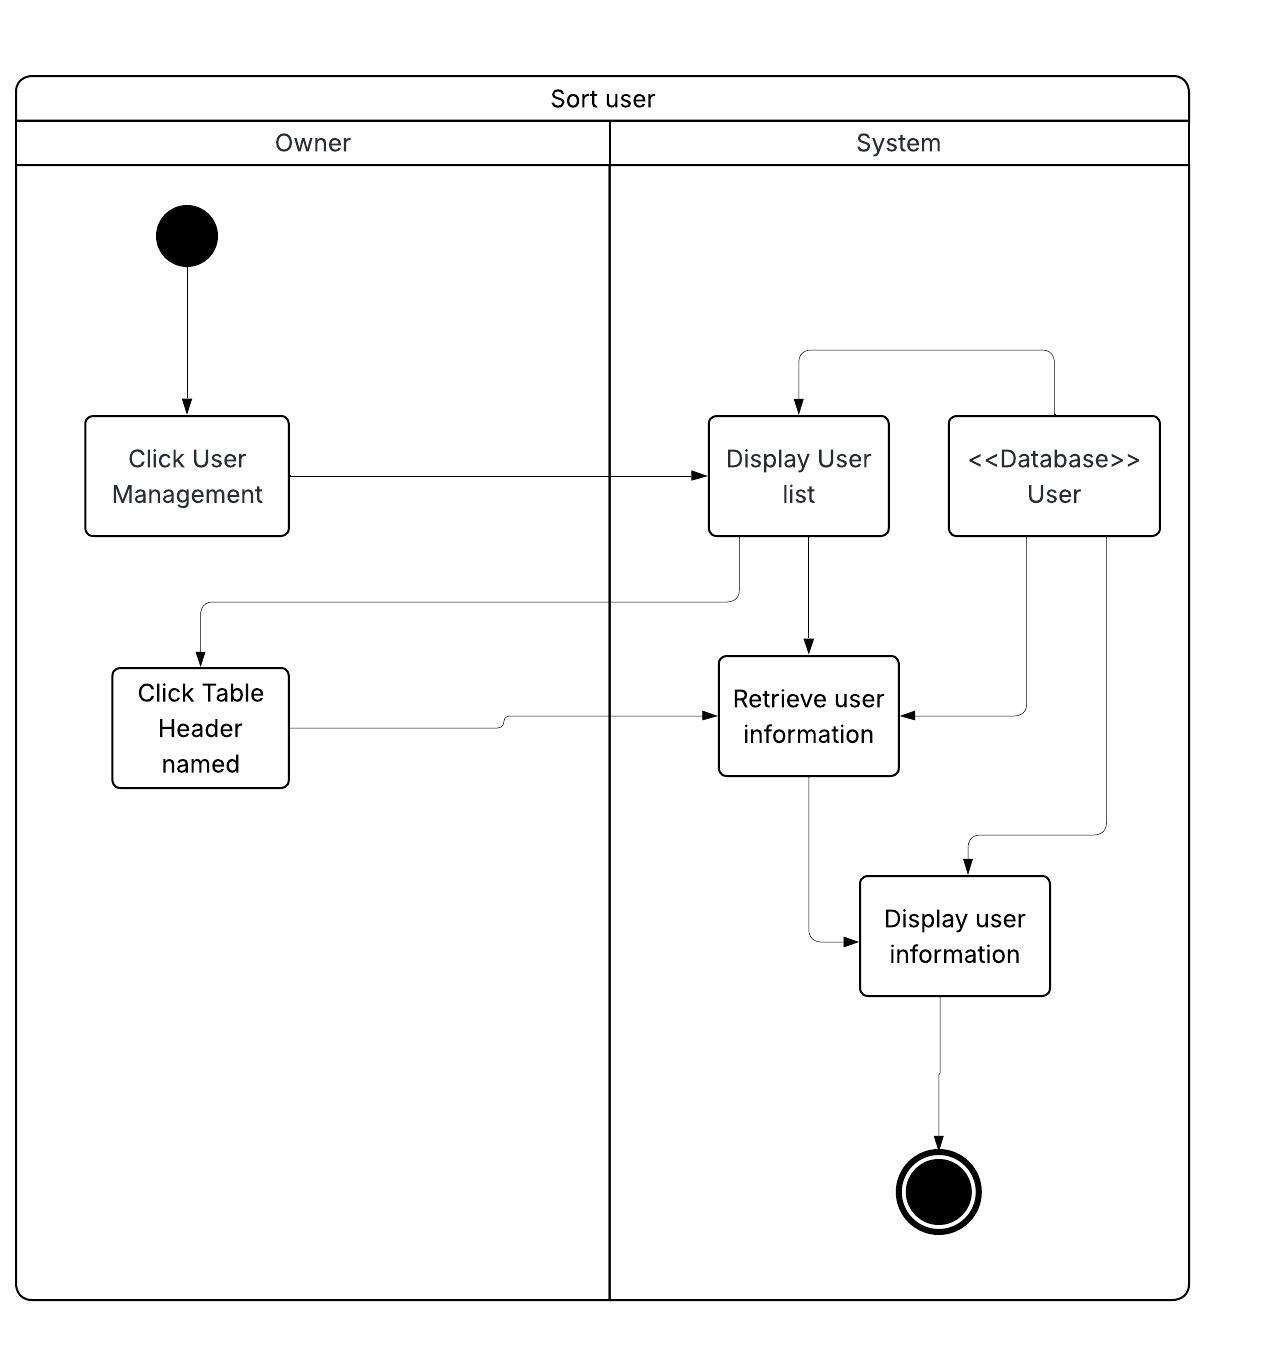 Sort user
Owner
System
Click User
Management
Display User
list
<<Database>>
User
Click Table
Header
named
Retrieve user
information
Display user
information